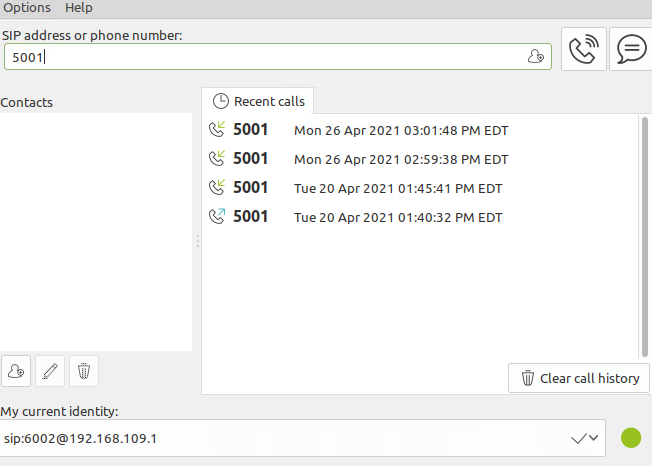 Options Help
SIP address or phone number:
5001
Contacts
Recent calls
5001 Mon 26 Apr 2021 03:01:48 PM EDT
5001 Mon 26 Apr 2021 02:59:38 PM EDT
5001 Tue 20 Apr 2021 01:45:41 PM EDT
5001 Tue 20 Apr 2021 01:40:32 PM EDT
Clear call history
My current identity:
sip:6002@192.168.109.1